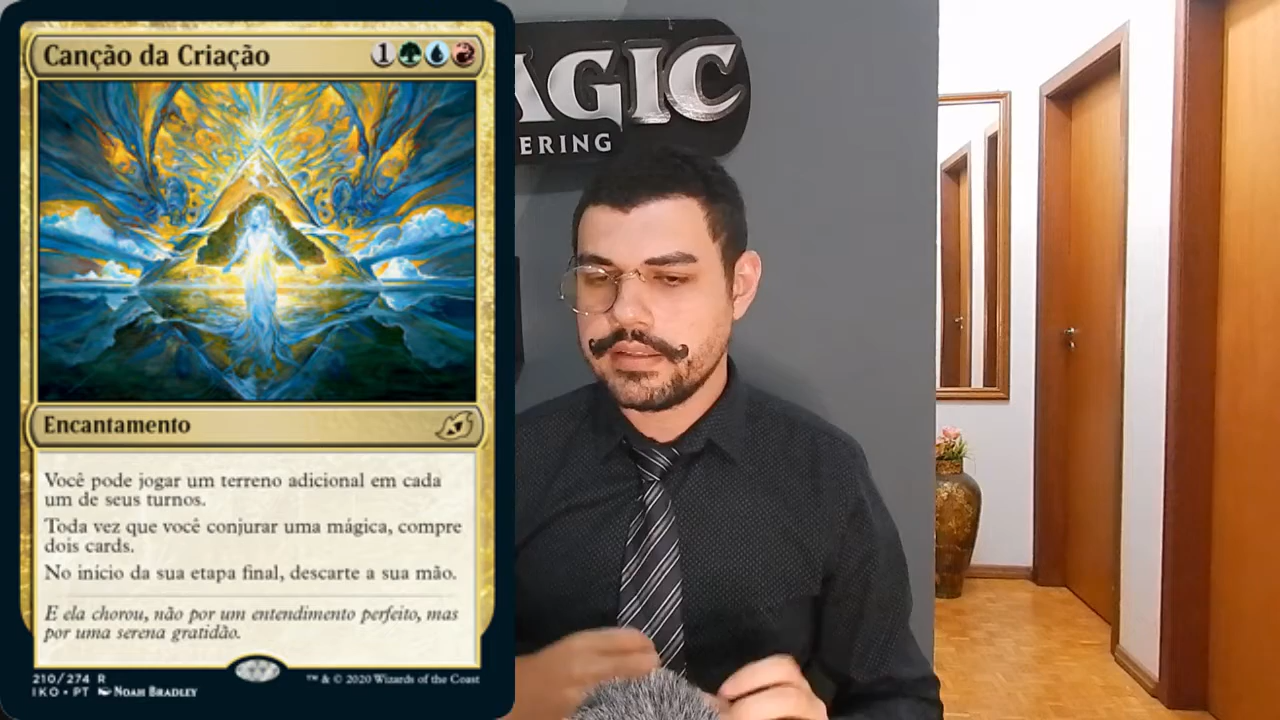 Canção da Criação 1
Encantamento
Você pode jogar um terreno adicional em cada
um de seus turnos.
Toda vez que você conjurar uma mágica, compre
dois cards.
No início da sua etapa final, descarte a sua mão.
E ela chorou, não por um entendimento perfeito, mas
por uma serena gratidão.
210/274 R
IKO • PT Noah Bradley
™ & © 2020 Wizards of the Coast
AGIC
ERING